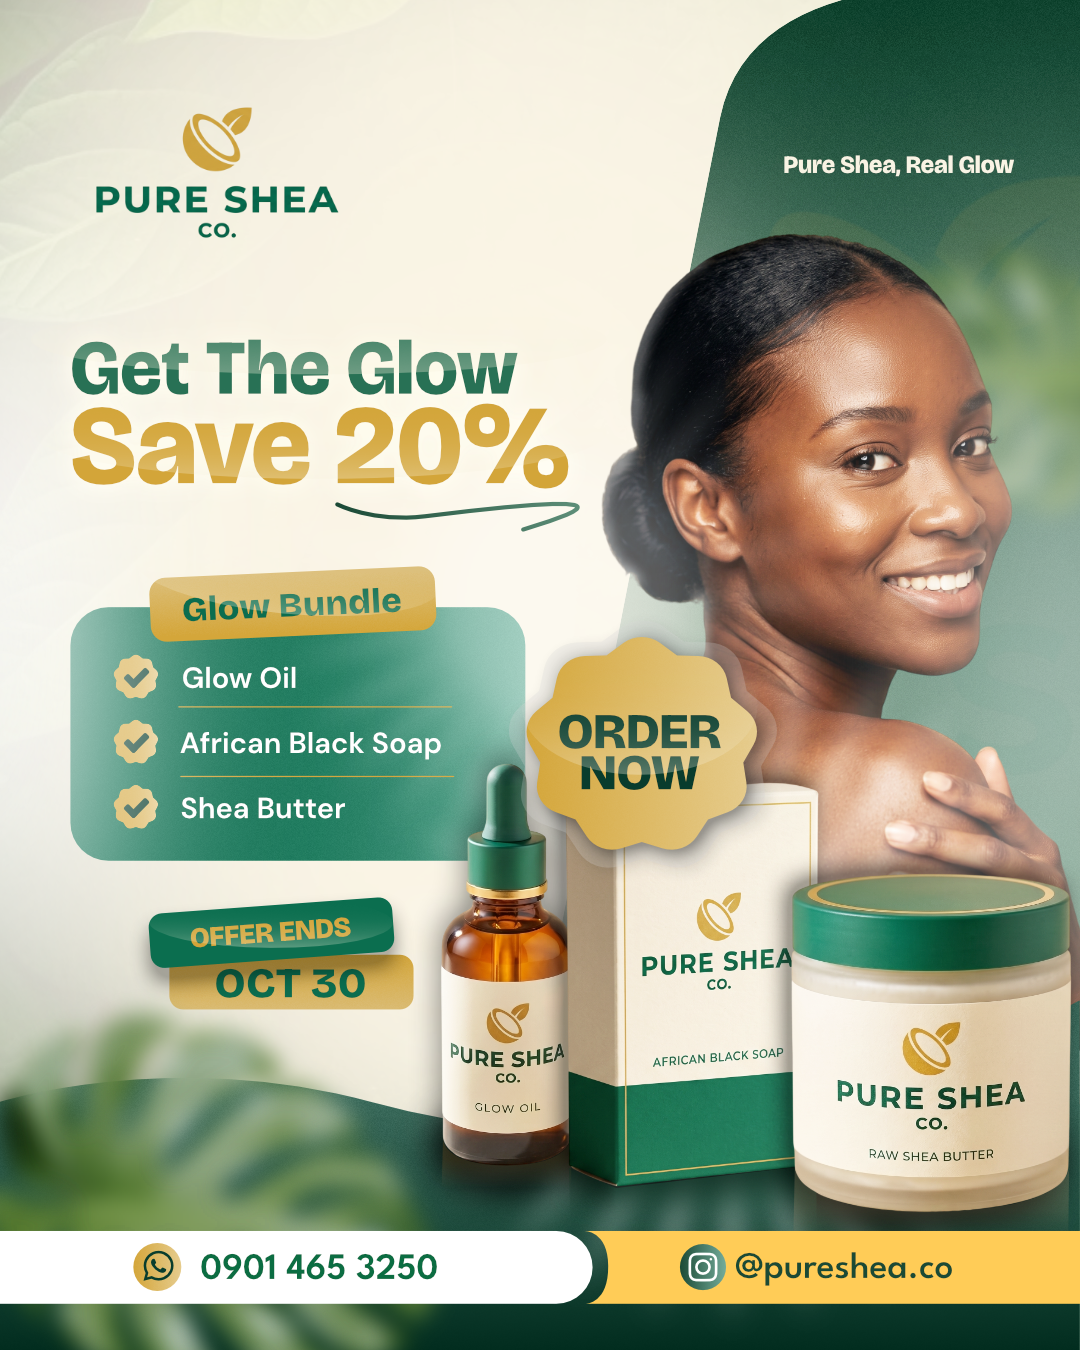 PURE SHEA
CO.
Pure Shea, Real Glow
Get The Glow
Save 20%
Glow Bundle
Glow Oil
African Black Soap
Shea Butter
ORDER
NOW
OFFER ENDS
OCT 30
PURE SHEA
CO.
GLOW OIL
PURE SHEA
CO.
AFRICAN BLACK SOAP
PURE SHEA
CO.
RAW SHEA BUTTER
0901 465 3250
@pureshea.co